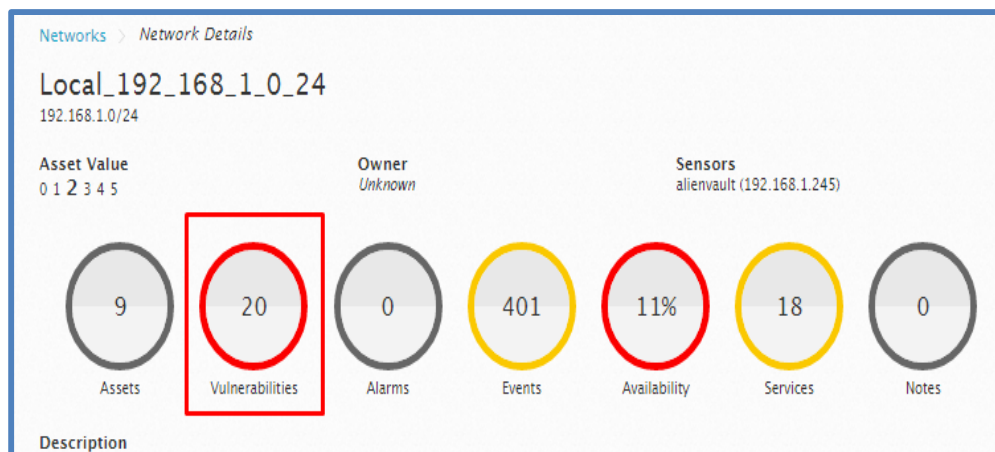 Networks > Network Details
Local_192_168_1_0_24
192.168.1.0/24
Asset Value Owner Sensors
0 1 2 3 4 5 Unknown alienvault (192.168.1.245)
9 20 0 401 11% 18 0
Assets Vulnerabilities Alarms Events Availability Services Notes
Description